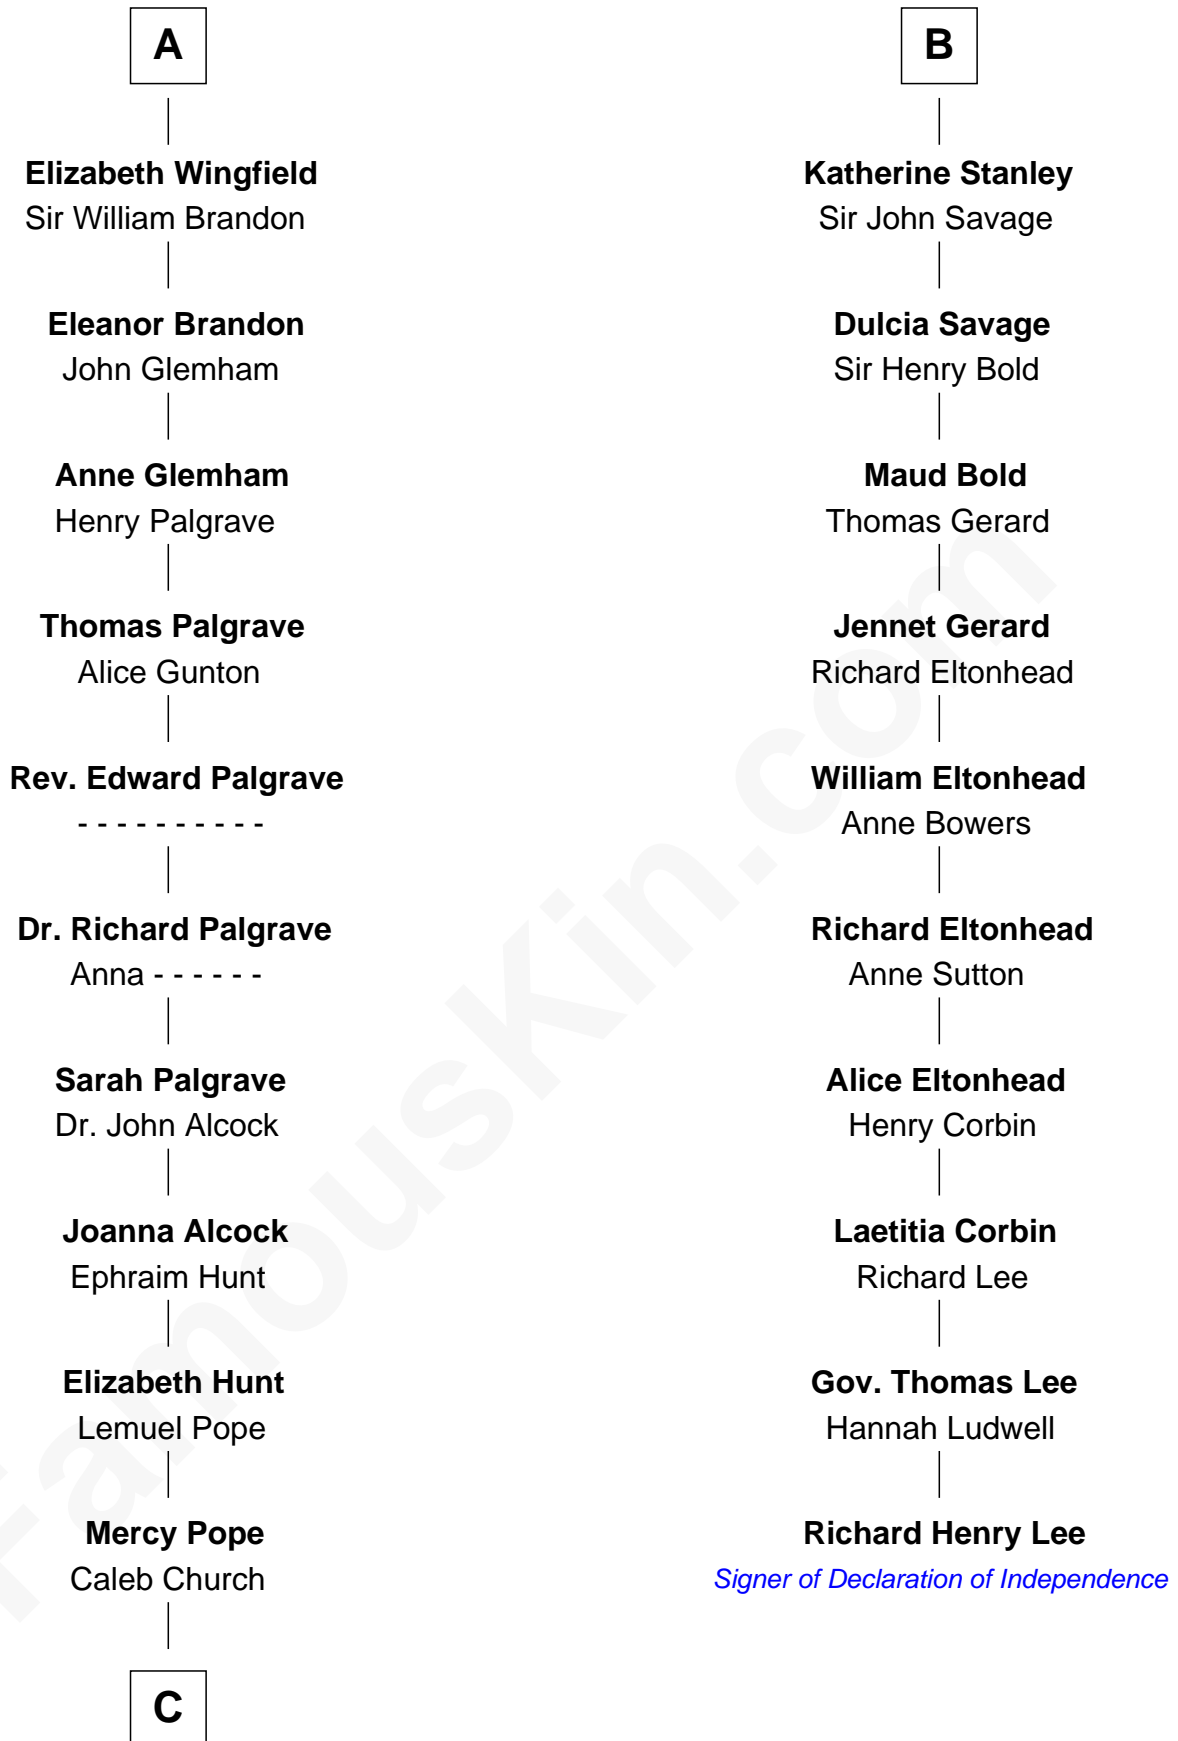 A
Elizabeth Wingfield
Sir William Brandon
Eleanor Brandon
John Glemham
Anne Glemham
Henry Palgrave
Thomas Palgrave
Alice Gunton
Rev. Edward Palgrave
- - - - - - - - - -
Dr. Richard Palgrave
Anna - - - - - -
Sarah Palgrave
Dr. John Alcock
Joanna Alcock
Ephraim Hunt
Elizabeth Hunt
Lemuel Pope
Mercy Pope
Caleb Church
C
B
Katherine Stanley
Sir John Savage
Dulcia Savage
Sir Henry Bold
Maud Bold
Thomas Gerard
Jennet Gerard
Richard Eltonhead
William Eltonhead
Anne Bowers
Richard Eltonhead
Anne Sutton
Alice Eltonhead
Henry Corbin
Laetitia Corbin
Richard Lee
Gov. Thomas Lee
Hannah Ludwell
Richard Henry Lee
Signer of Declaration of Independence
FamousKin.com